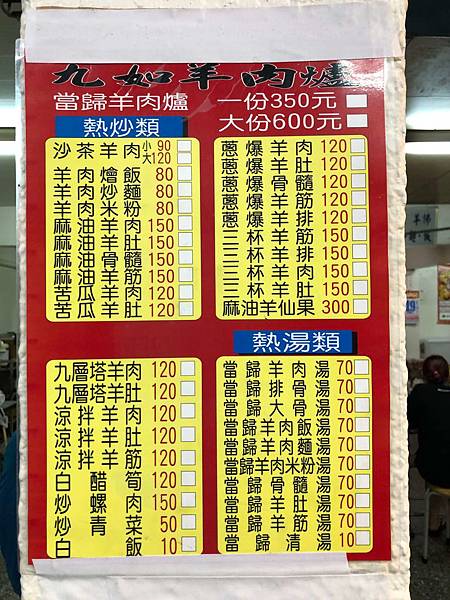 九如羊肉爐
當歸羊肉爐 一份350元
大份600元
熱炒類
沙茶羊肉 小90 大120
羊肉燴飯 80
羊肉炒麵 80
羊肉米粉 80
麻油羊肉 150
麻油羊肚 150
麻油骨髓 150
麻油羊筋 150
苦瓜羊肉 120
苦瓜羊肚 120
蔥爆羊肉 120
蔥爆羊肚 120
蔥爆骨髓 120
蔥爆羊筋 120
蔥爆羊排 120
三杯羊筋 150
三杯羊排 150
三杯羊肉 150
三杯羊肚 150
麻油羊仙果 300
九層塔羊肉 120
九層塔羊肚 120
涼拌羊肉 120
涼拌羊肚 120
涼拌羊筋 120
白醋筍 120
炒螺肉 150
炒青菜 50
白飯 10
熱湯類
當歸羊肉湯 70
當歸排骨湯 70
當歸大骨湯 70
當歸羊肉飯湯 70
當歸羊肉麵湯 70
當歸羊肉米粉湯 70
當歸骨髓湯 70
當歸羊肚湯 70
當歸羊筋湯 70
當歸清湯 10